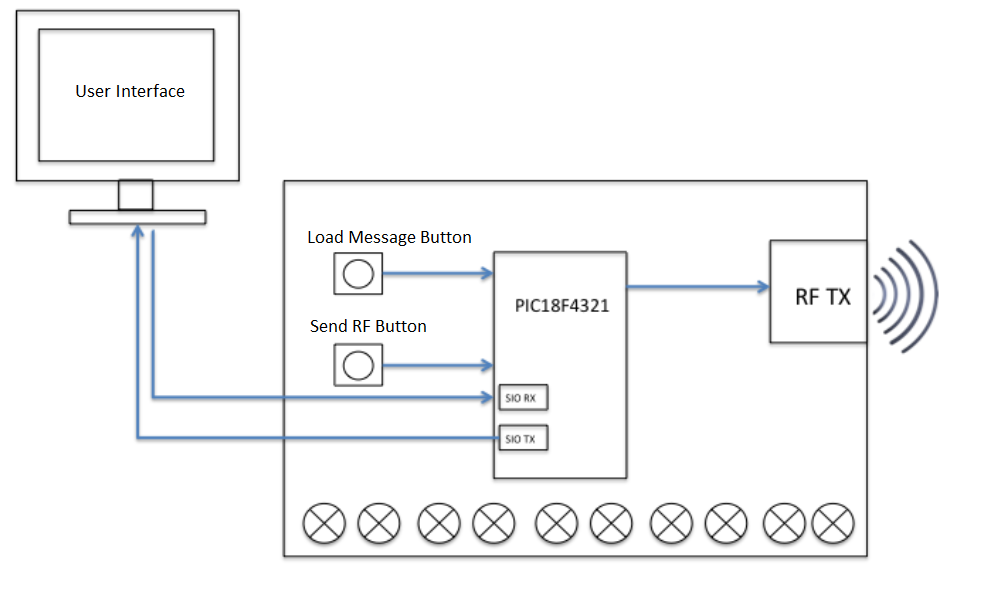 User Interface
Load Message Button
Send RF Button
PIC18F4321
SIO RX
SIO TX
RF TX